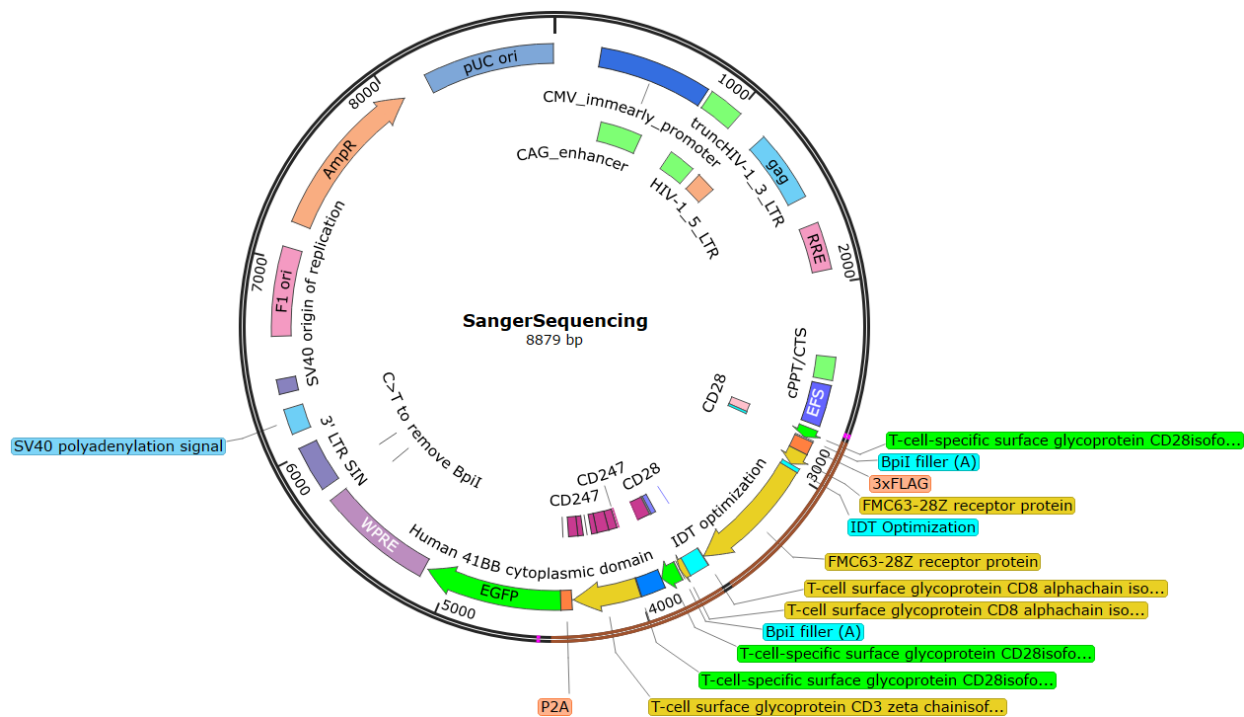 pUC ori
1000
8000
CMV_immearly_promoter
truncHIV-1_3_LTR
gag
CAG_enhancer
HIV-1_5_LTR
AmpR
RRE
2000
7000
F1 ori
SV40 origin of replication
SangerSequencing
8879 bp
cPPT/CTS
CD28
EFS
C>T to remove BpiI
SV40 polyadenylation signal
3' LTR SIN
6000
T-cell-specific surface glycoprotein CD28isofo...
BpiI filler (A)
3000
3xFLAG
FMC63-28Z receptor protein
IDT Optimization
CD247
CD247
CD28
IDT optimization
WPRE
Human 41BB cytoplasmic domain
FMC63-28Z receptor protein
EGFP
5000
4000
T-cell surface glycoprotein CD8 alphachain iso...
T-cell surface glycoprotein CD8 alphachain iso...
BpiI filler (A)
T-cell-specific surface glycoprotein CD28isofo...
T-cell-specific surface glycoprotein CD28isofo...
P2A
T-cell surface glycoprotein CD3 zeta chainisof...